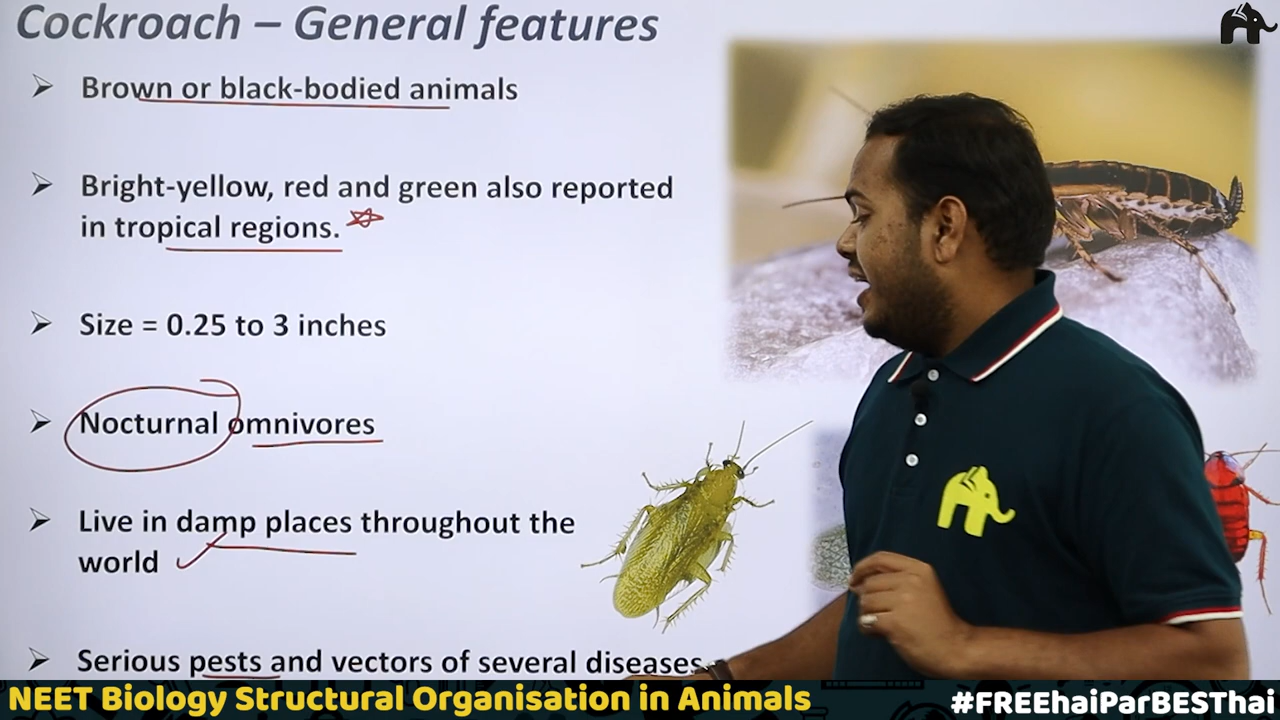 Cockroach – General features
➢ Brown or black-bodied animals
➢ Bright-yellow, red and green also reported
in tropical regions.
➢ Size = 0.25 to 3 inches
➢ Nocturnal omnivores
➢ Live in damp places throughout the
world
➢ Serious pests and vectors of several diseases
NEET Biology Structural Organisation in Animals
#FREEhaiParBESThai